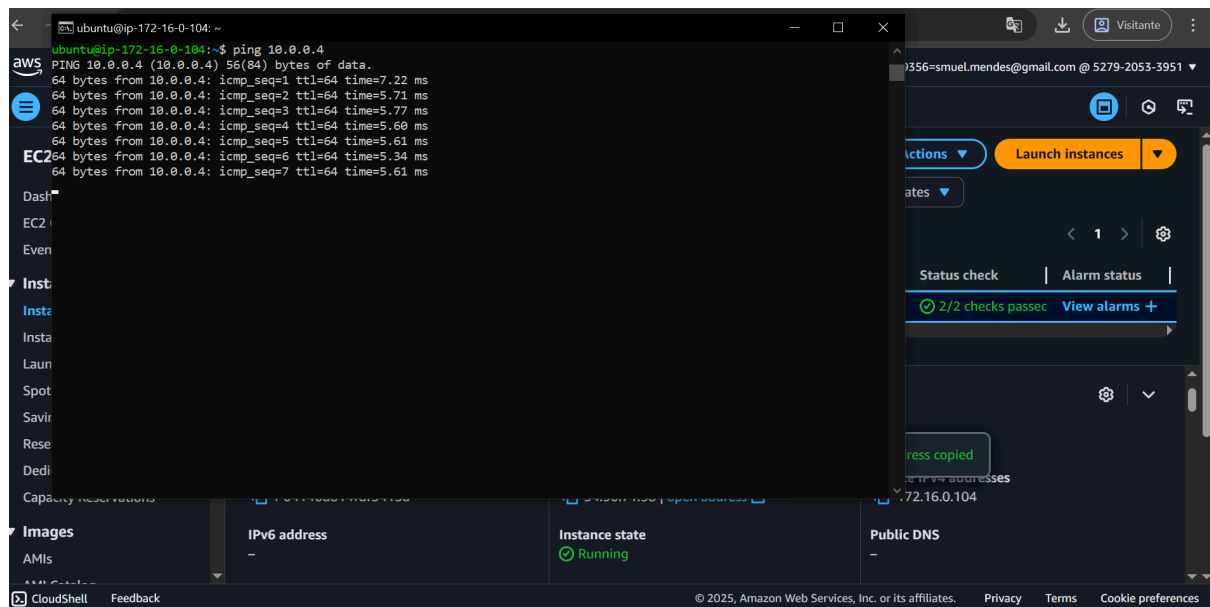 ubuntu@ip-172-16-0-104: ~
Visitante
ubuntu@ip-172-16-0-104:~$ ping 10.0.0.4
PING 10.0.0.4 (10.0.0.4) 56(84) bytes of data.
64 bytes from 10.0.0.4: icmp_seq=1 ttl=64 time=7.22 ms
64 bytes from 10.0.0.4: icmp_seq=2 ttl=64 time=5.71 ms
64 bytes from 10.0.0.4: icmp_seq=3 ttl=64 time=5.77 ms
64 bytes from 10.0.0.4: icmp_seq=4 ttl=64 time=5.60 ms
64 bytes from 10.0.0.4: icmp_seq=5 ttl=64 time=5.61 ms
64 bytes from 10.0.0.4: icmp_seq=6 ttl=64 time=5.34 ms
64 bytes from 10.0.0.4: icmp_seq=7 ttl=64 time=5.61 ms
aws
9356=smuel.mendes@gmail.com @ 5279-2053-3951
EC2
Actions
Launch instances
Dash
ates
EC2
Even
1
Insta
Status check
Alarm status
Insta
2/2 checks passec
View alarms +
Insta
Laun
Spot
Savin
Rese
Dedi
ress copied
Capacity Reservations
open address
e IPv4 addresses
172.16.0.104
Images
IPv6 address
Instance state
Public DNS
AMIs
–
Running
–
AMI Catalog
CloudShell
Feedback
© 2025, Amazon Web Services, Inc. or its affiliates.
Privacy
Terms
Cookie preferences